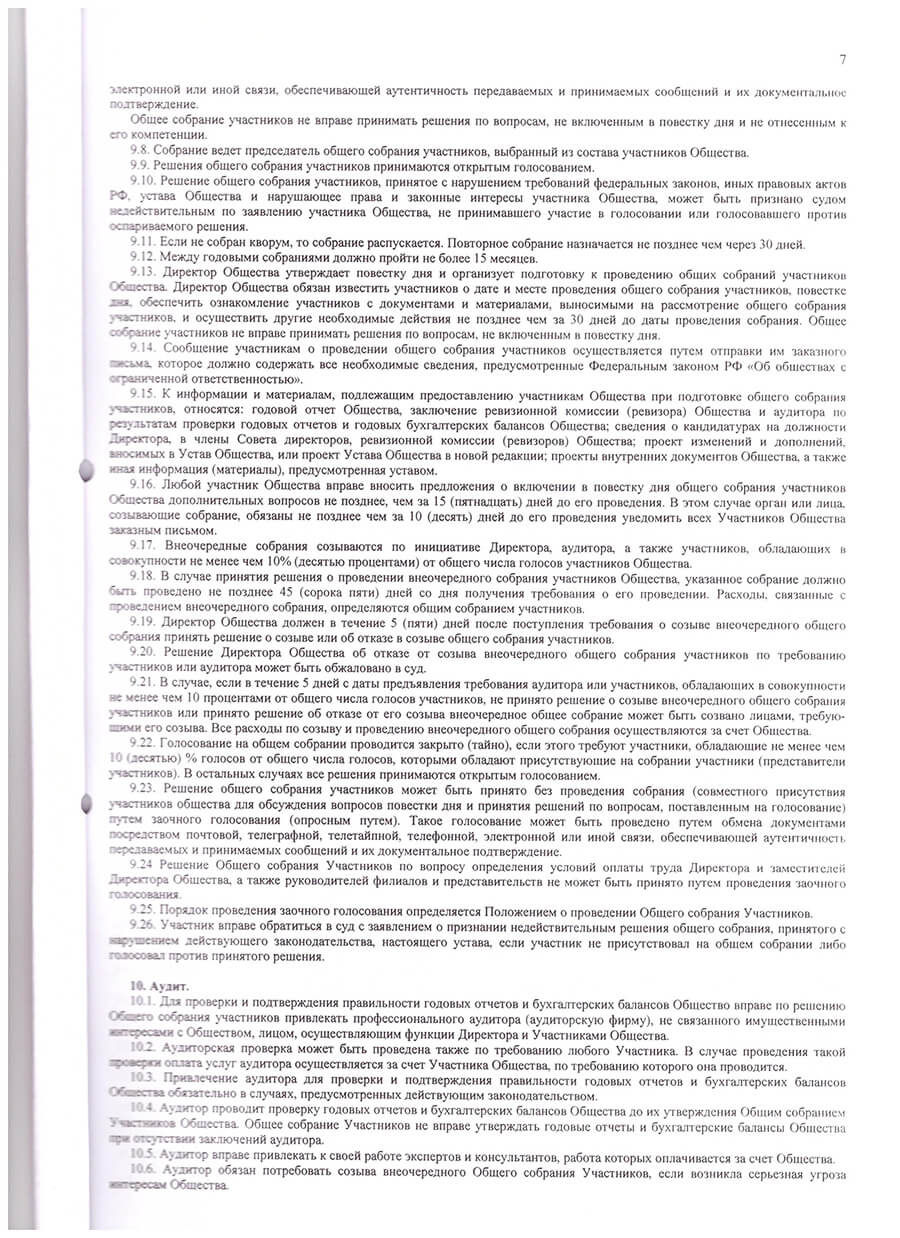 7
электронной или иной связи, обеспечивающей аутентичность передаваемых и принимаемых сообщений и их документальное
подтверждение.
Общее собрание участников не вправе принимать решения по вопросам, не включенным в повестку дня и не отнесенным к
его компетенции.
9.8. Собрание ведет председатель общего собрания участников, выбранный из состава участников Общества.
9.9. Решения общего собрания участников принимаются открытым голосованием.
9.10. Решение общего собрания участников, принятое с нарушением требований федеральных законов, иных правовых актов
РФ, устава Общества и нарушающее права и законные интересы участника Общества, может быть признано судом
недействительным по заявлению участника Общества, не принимавшего участие в голосовании или голосовавшего против
оспариваемого решения.
9.11. Если не собран кворум, то собрание распускается. Повторное собрание назначается не позднее чем через 30 дней.
9.12. Между годовыми собраниями должно пройти не более 15 месяцев.
9.13. Директор Общества утверждает повестку дня и организует подготовку к проведению общих собраний участников
Общества. Директор Общества обязан известить участников о дате и месте проведения общего собрания участников, повестке
дня, обеспечить ознакомление участников с документами и материалами, выносимыми на рассмотрение общего собрания
участников, и осуществить другие необходимые действия не позднее чем за 30 дней до даты проведения собрания. Общее
собрание участников не вправе принимать решения по вопросам, не включенным в повестку дня.
9.14. Сообщение участникам о проведении общего собрания участников осуществляется путем отправки им заказного
письма, которое должно содержать все необходимые сведения, предусмотренные Федеральным законом РФ «Об обществах с
ограниченной ответственностью».
9.15. К информации и материалам, подлежащим предоставлению участникам Общества при подготовке общего собрания
участников, относятся: годовой отчет Общества, заключение ревизионной комиссии (ревизора) Общества и аудитора по
результатам проверки годовых отчетов и годовых бухгалтерских балансов Общества; сведения о кандидатурах на должности
Директора, в члены Совета директоров, ревизионной комиссии (ревизоров) Общества; проект изменений и дополнений,
вносимых в Устав Общества, или проект Устава Общества в новой редакции; проекты внутренних документов Общества, а также
иная информация (материалы), предусмотренная уставом.
9.16. Любой участник Общества вправе вносить предложения о включении в повестку дня общего собрания участников
Общества дополнительных вопросов не позднее, чем за 15 (пятнадцать) дней до его проведения. В этом случае орган или лица,
созывающие собрание, обязаны не позднее чем за 10 (десять) дней до его проведения уведомить всех Участников Общества
заказным письмом.
9.17. Внеочередные собрания созываются по инициативе Директора, аудитора, а также участников, обладающих в
совокупности не менее чем 10% (десятью процентами) от общего числа голосов участников Общества.
9.18. В случае принятия решения о проведении внеочередного собрания участников Общества, указанное собрание должно
быть проведено не позднее 45 (сорока пяти) дней со дня получения требования о его проведении. Расходы, связанные с
проведением внеочередного собрания, определяются общим собранием участников.
9.19. Директор Общества должен в течение 5 (пяти) дней после поступления требования о созыве внеочередного общего
собрания принять решение о созыве или об отказе в созыве общего собрания участников.
9.20. Решение Директора Общества об отказе от созыва внеочередного общего собрания участников по требованию
участников или аудитора может быть обжаловано в суд.
9.21. В случае, если в течение 5 дней с даты предъявления требования аудитора или участников, обладающих в совокупности
не менее чем 10 процентами от общего числа голосов участников, не принято решение о созыве внеочередного общего собрания
участников или принято решение об отказе от его созыва внеочередное общее собрание может быть созвано лицами, требую-
щими его созыва. Все расходы по созыву и проведению внеочередного общего собрания осуществляются за счет Общества.
9.22. Голосование на общем собрании проводится закрыто (тайно), если этого требуют участники, обладающие не менее чем
10 (десятью) % голосов от общего числа голосов, которыми обладают присутствующие на собрании участники (представители
участников). В остальных случаях все решения принимаются открытым голосованием.
9.23. Решение общего собрания участников может быть принято без проведения собрания (совместного присутствия
участников общества для обсуждения вопросов повестки дня и принятия решений по вопросам, поставленным на голосование)
путем заочного голосования (опросным путем). Такое голосование может быть проведено путем обмена документами
посредством почтовой, телеграфной, телетайпной, телефонной, электронной или иной связи, обеспечивающей аутентичность
передаваемых и принимаемых сообщений и их документальное подтверждение.
9.24 Решение Общего собрания Участников по вопросу определения условий оплаты труда Директора и заместителей
Директора Общества, а также руководителей филиалов и представительств не может быть принято путем проведения заочного
голосования.
9.25. Порядок проведения заочного голосования определяется Положением о проведении Общего собрания Участников.
9.26. Участник вправе обратиться в суд с заявлением о признании недействительным решения общего собрания, принятого с
нарушением действующего законодательства, настоящего устава, если участник не присутствовал на общем собрании либо
голосовал против принятого решения.
10. Аудит.
10.1. Для проверки и подтверждения правильности годовых отчетов и бухгалтерских балансов Общество вправе по решению
Общего собрания участников привлекать профессионального аудитора (аудиторскую фирму), не связанного имущественными
интересами с Обществом, лицом, осуществляющим функции Директора и Участниками Общества.
10.2. Аудиторская проверка может быть проведена также по требованию любого Участника. В случае проведения такой
проверки оплата услуг аудитора осуществляется за счет Участника Общества, по требованию которого она проводится.
10.3. Привлечение аудитора для проверки и подтверждения правильности годовых отчетов и бухгалтерских балансов
Общества обязательно в случаях, предусмотренных действующим законодательством.
10.4. Аудитор проводит проверку годовых отчетов и бухгалтерских балансов Общества до их утверждения Общим собранием
Участников Общества. Общее собрание Участников не вправе утверждать годовые отчеты и бухгалтерские балансы Общества
при отсутствии заключений аудитора.
10.5. Аудитор вправе привлекать к своей работе экспертов и консультантов, работа которых оплачивается за счет Общества.
10.6. Аудитор обязан потребовать созыва внеочередного Общего собрания Участников, если возникла серьезная угроза
интересам Общества.